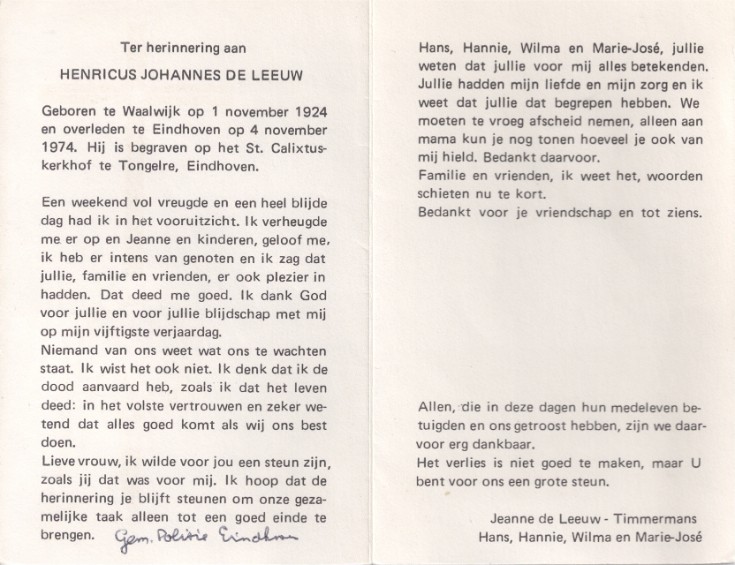 Ter herinnering aan
HENRICUS JOHANNES DE LEEUW
Geboren te Waalwijk op 1 november 1924
en overleden te Eindhoven op 4 november
1974. Hij is begraven op het St. Calixtus-
kerkhof te Tongelre, Eindhoven.
Een weekend vol vreugde en een heel blijde
dag had ik in het vooruitzicht. Ik verheugde
me er op en Jeanne en kinderen, geloof me,
ik heb er intens van genoten en ik zag dat
jullie, familie en vrienden, er ook plezier in
hadden. Dat deed me goed. Ik dank God
voor jullie en voor jullie blijdschap met mij
op mijn vijftigste verjaardag.
Niemand van ons weet wat ons te wachten
staat. Ik wist het ook niet. Ik denk dat ik de
dood aanvaard heb, zoals ik dat het leven
deed: in het volste vertrouwen en zeker we-
tend dat alles goed komt als wij ons best
doen.
Lieve vrouw, ik wilde voor jou een steun zijn,
zoals jij dat was voor mij. Ik hoop dat de
herinnering je blijft steunen om onze geza-
melijke taak alleen tot een goed einde te
brengen. Gem. Politie Eindhoven
Hans, Hannie, Wilma en Marie-José, jullie
weten dat jullie voor mij alles betekenden.
Jullie hadden mijn liefde en mijn zorg en ik
weet dat jullie dat begrepen hebben. We
moeten te vroeg afscheid nemen, alleen aan
mama kun je nog tonen hoeveel je ook van
mij hield. Bedankt daarvoor.
Familie en vrienden, ik weet het, woorden
schieten nu te kort.
Bedankt voor je vriendschap en tot ziens.
Allen, die in deze dagen hun medeleven be-
tuigden en ons getroost hebben, zijn we daar-
voor erg dankbaar.
Het verlies is niet goed te maken, maar U
bent voor ons een grote steun.
Jeanne de Leeuw - Timmermans
Hans, Hannie, Wilma en Marie-José